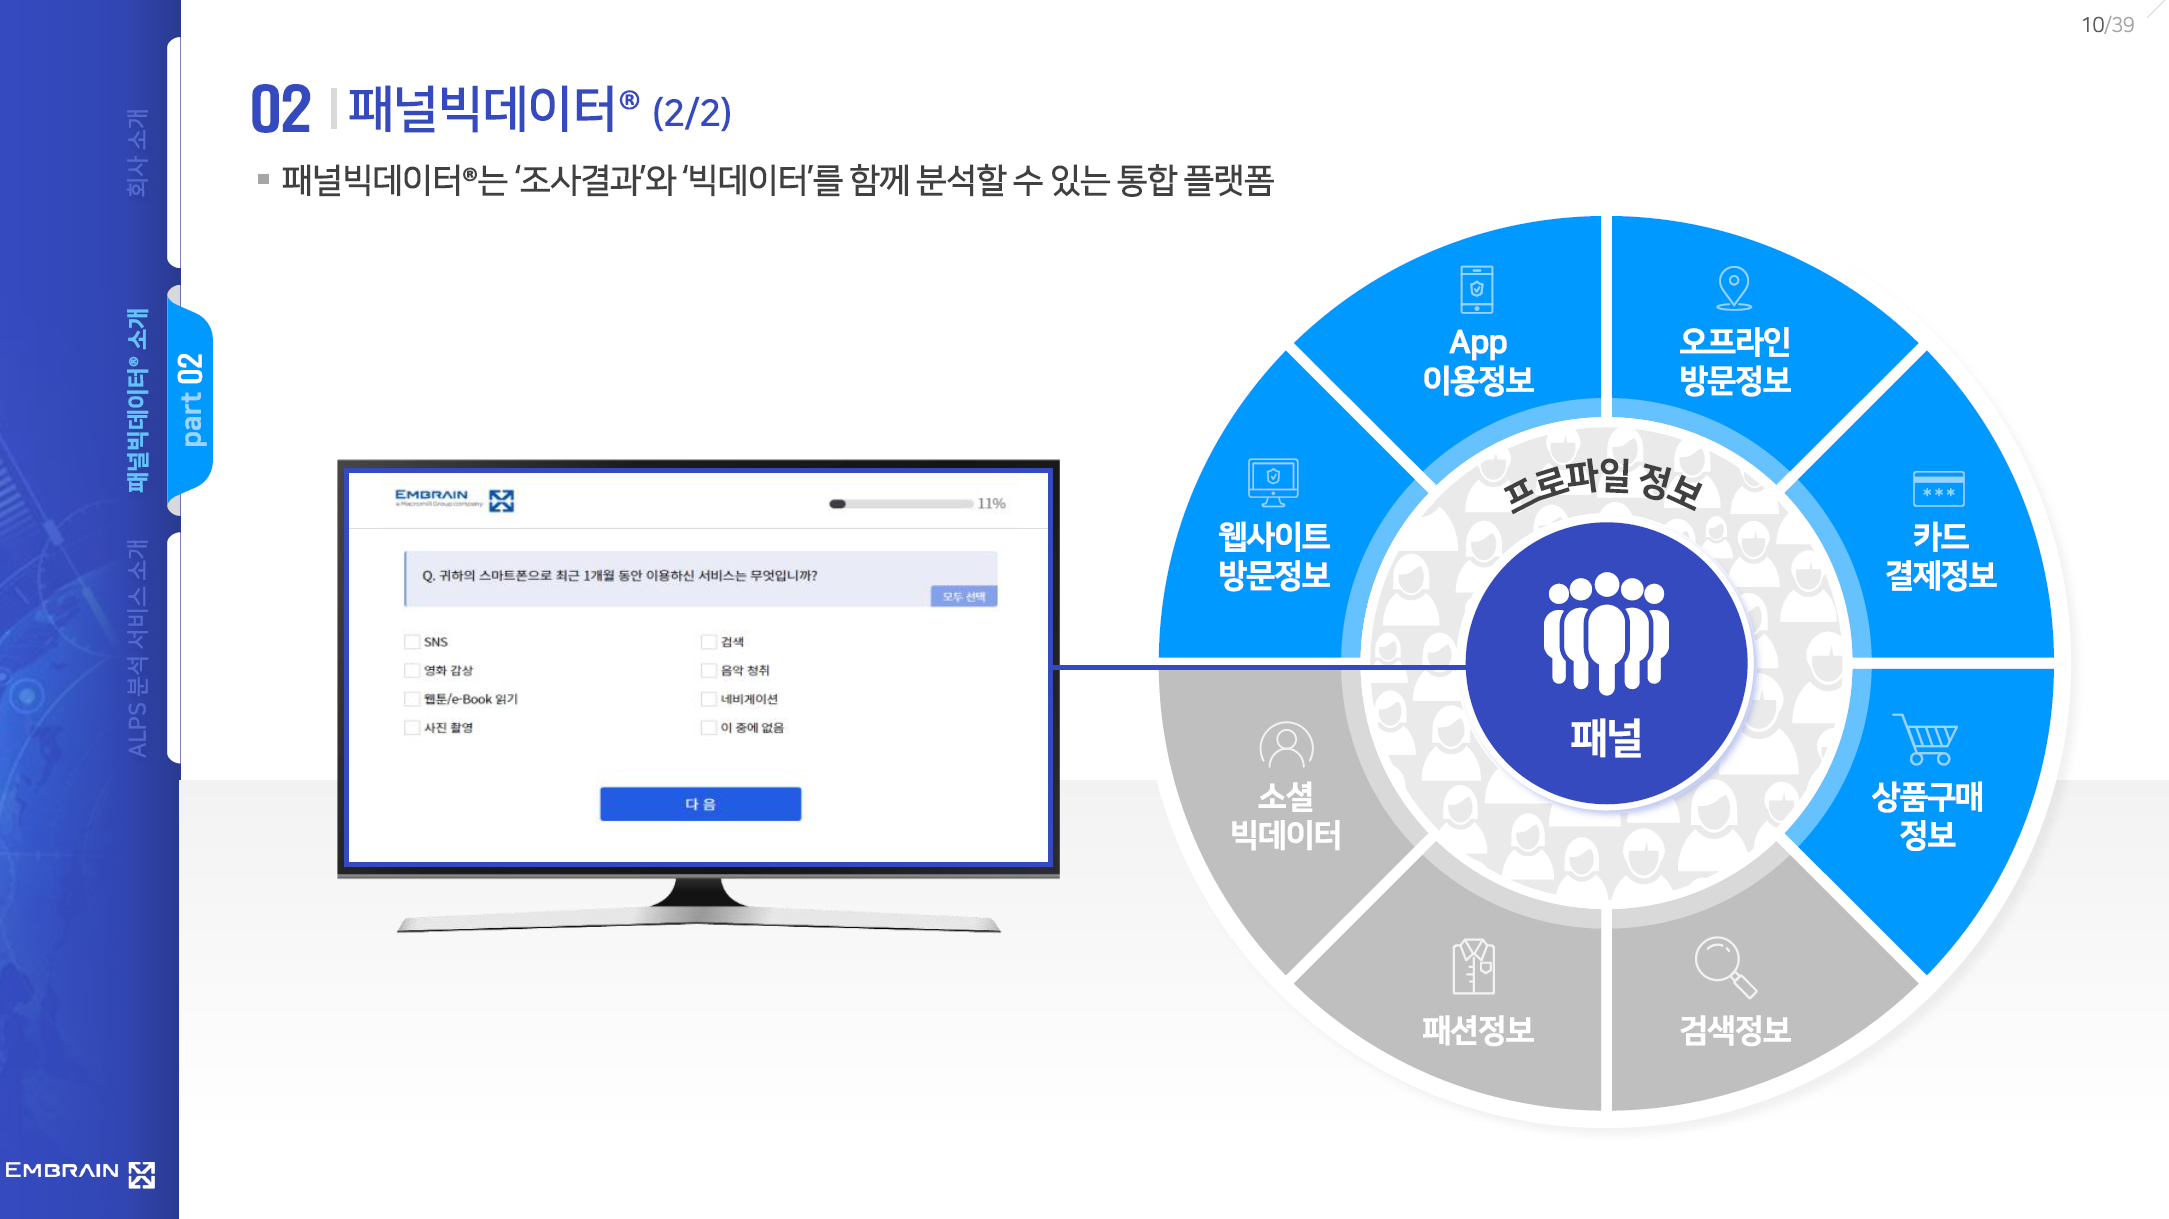 10/39
회사 소개
패널빅데이터® 소개
part 02
ALPS 분석 서비스 소개
EMBRAIN
02 패널빅데이터® (2/2)
패널빅데이터®는 ‘조사결과’와 ‘빅데이터’를 함께 분석할 수 있는 통합 플랫폼
EMBRAIN
a Macromill Group company
11%
Q. 귀하의 스마트폰으로 최근 1개월 동안 이용하신 서비스는 무엇입니까?
모두 선택
SNS
검색
영화 감상
음악 청취
웹툰/e-Book 읽기
네비게이션
사진 촬영
이 중에 없음
다 음
App
이용정보
오프라인
방문정보
웹사이트
방문정보
카드
결제정보
프로파일 정보
패널
소셜
빅데이터
상품구매
정보
패션정보
검색정보